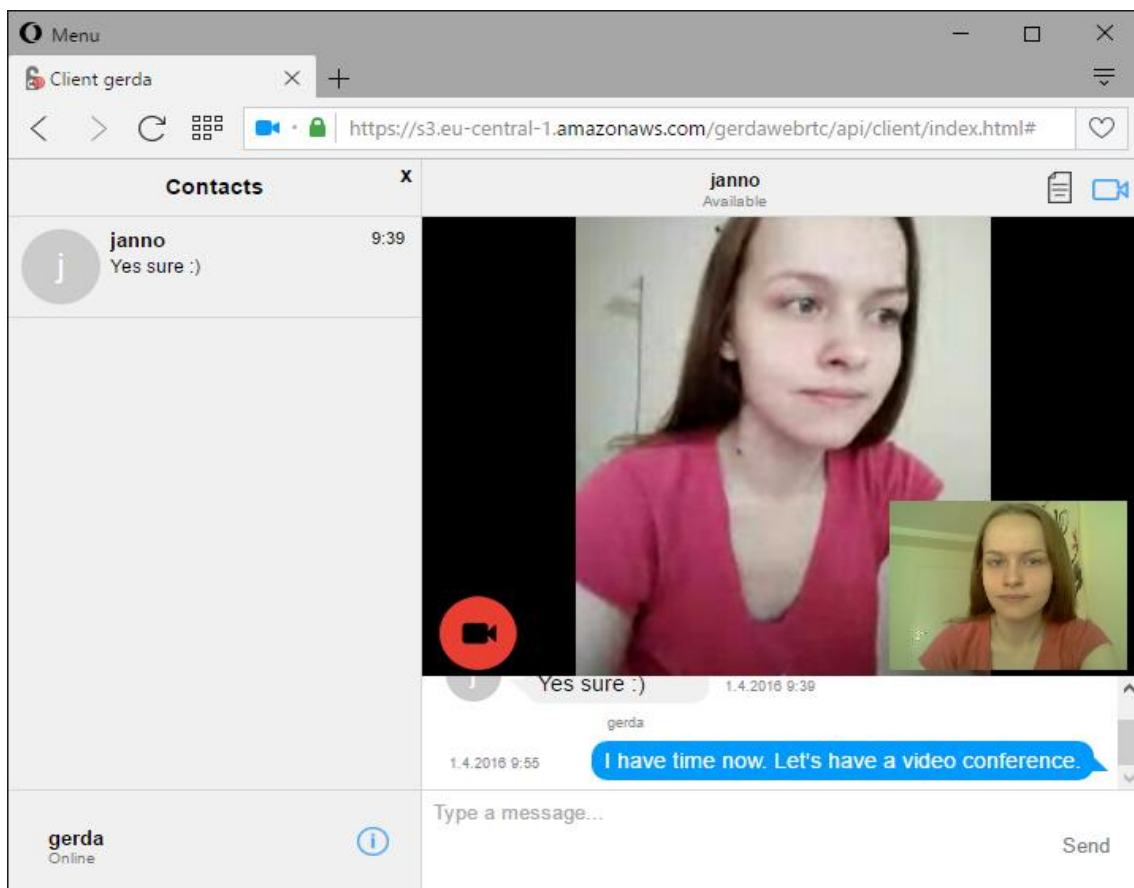 Menu
Client gerda
https://s3.eu-central-1.amazonaws.com/gerdawebrtc/api/client/index.html#
Contacts x
janno 9:39
Yes sure :)
j
janno
Available
j
Yes sure :) 1.4.2016 9:39
gerda
1.4.2016 9:55 I have time now. Let's have a video conference.
gerda
Online
i
Type a message...
Send